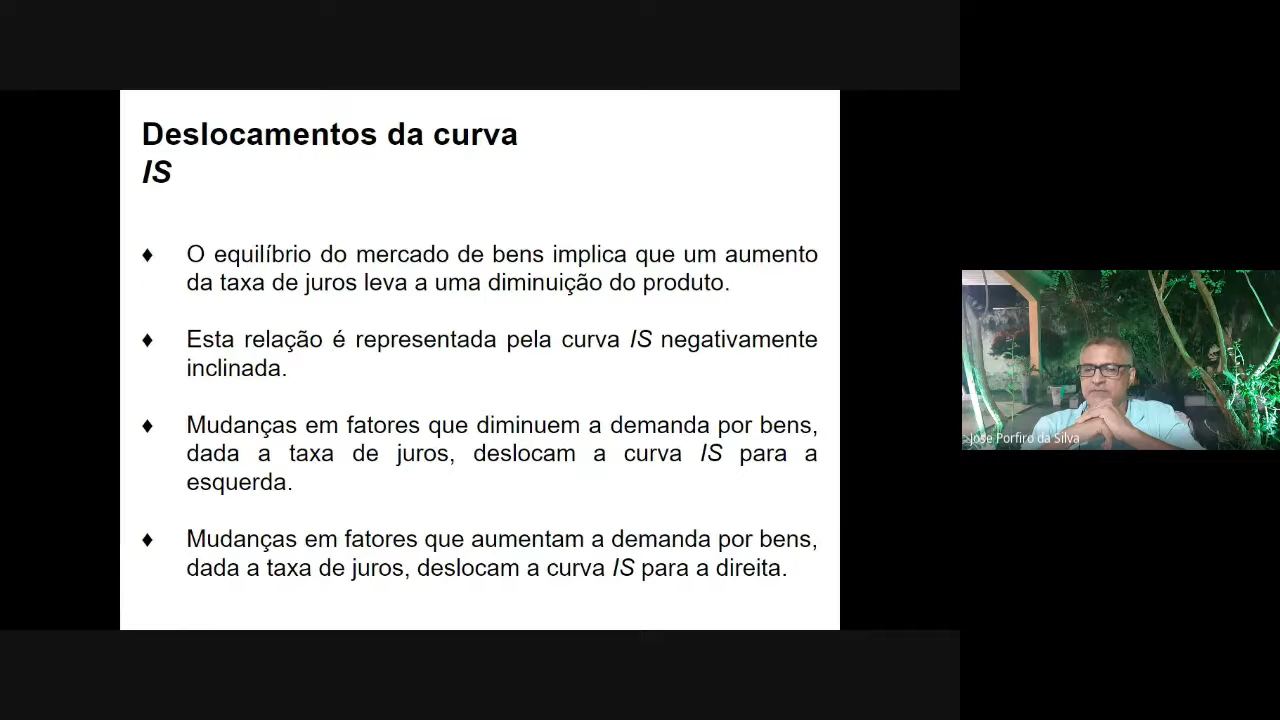 Deslocamentos da curva
IS
♦ O equilíbrio do mercado de bens implica que um aumento
da taxa de juros leva a uma diminuição do produto.
♦ Esta relação é representada pela curva IS negativamente
inclinada.
♦ Mudanças em fatores que diminuem a demanda por bens,
dada a taxa de juros, deslocam a curva IS para a
esquerda.
♦ Mudanças em fatores que aumentam a demanda por bens,
dada a taxa de juros, deslocam a curva IS para a direita.
Jose Porfiro da Silva